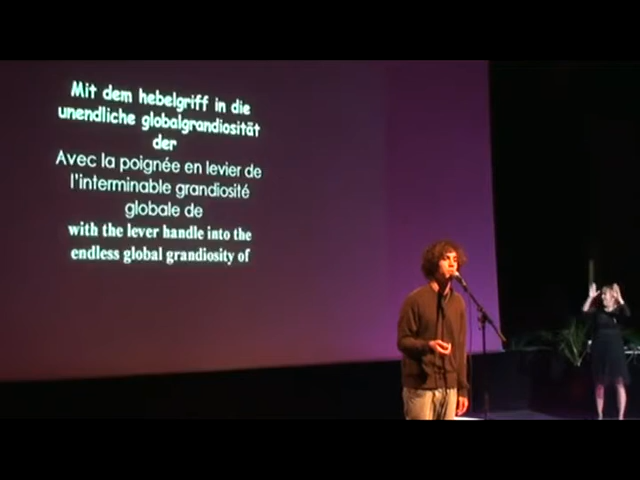 Mit dem hebelgriff in die
unendliche globalgrandiosität
der
Avec la poignée en levier de
l'interminable grandiosité
globale de
with the lever handle into the
endless global grandiosity of